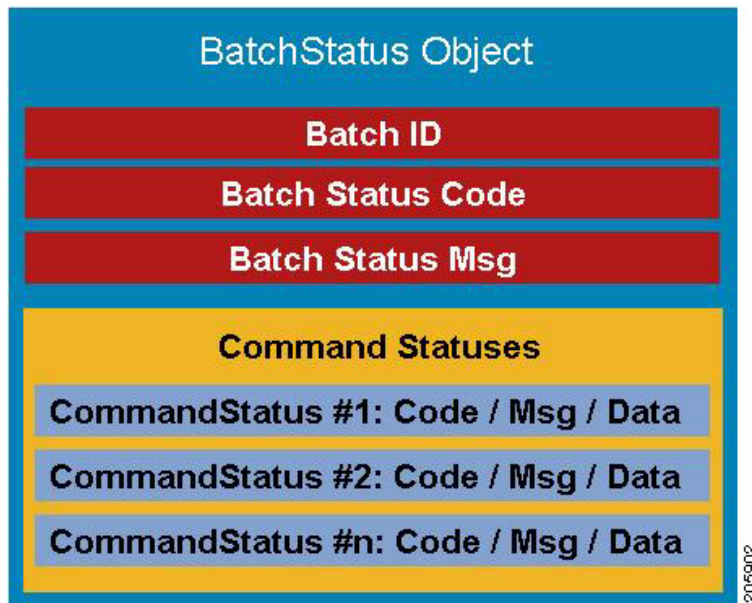 BatchStatus Object
Batch ID
Batch Status Code
Batch Status Msg
Command Statuses
CommandStatus #1: Code / Msg / Data
CommandStatus #2: Code / Msg / Data
CommandStatus #n: Code / Msg / Data
205902